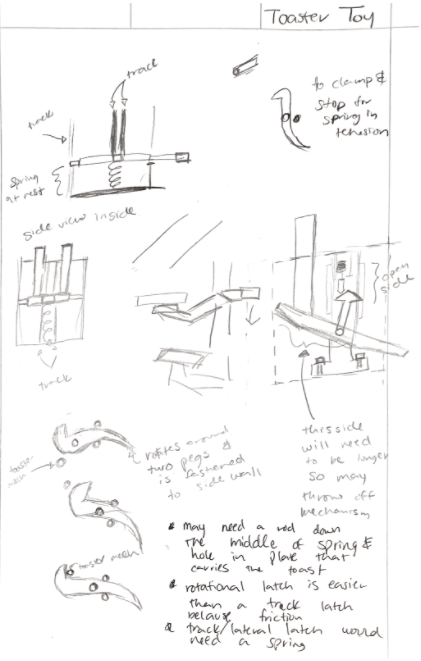 Toaster Toy
track
to clamp &
stop for
spring in
tension
track
spring
at rest
side view inside
open
side
track
& rotates around
two pegs &
is fastened
to side wall
toaster
mech
this side
will need
to be longer
so may
throw off
mechanism
toaster mech
• may need a rod down
the middle of spring &
hole in plate that
carries the toast
• rotational latch is easier
than a track latch
because friction
• track/lateral latch would
need a spring